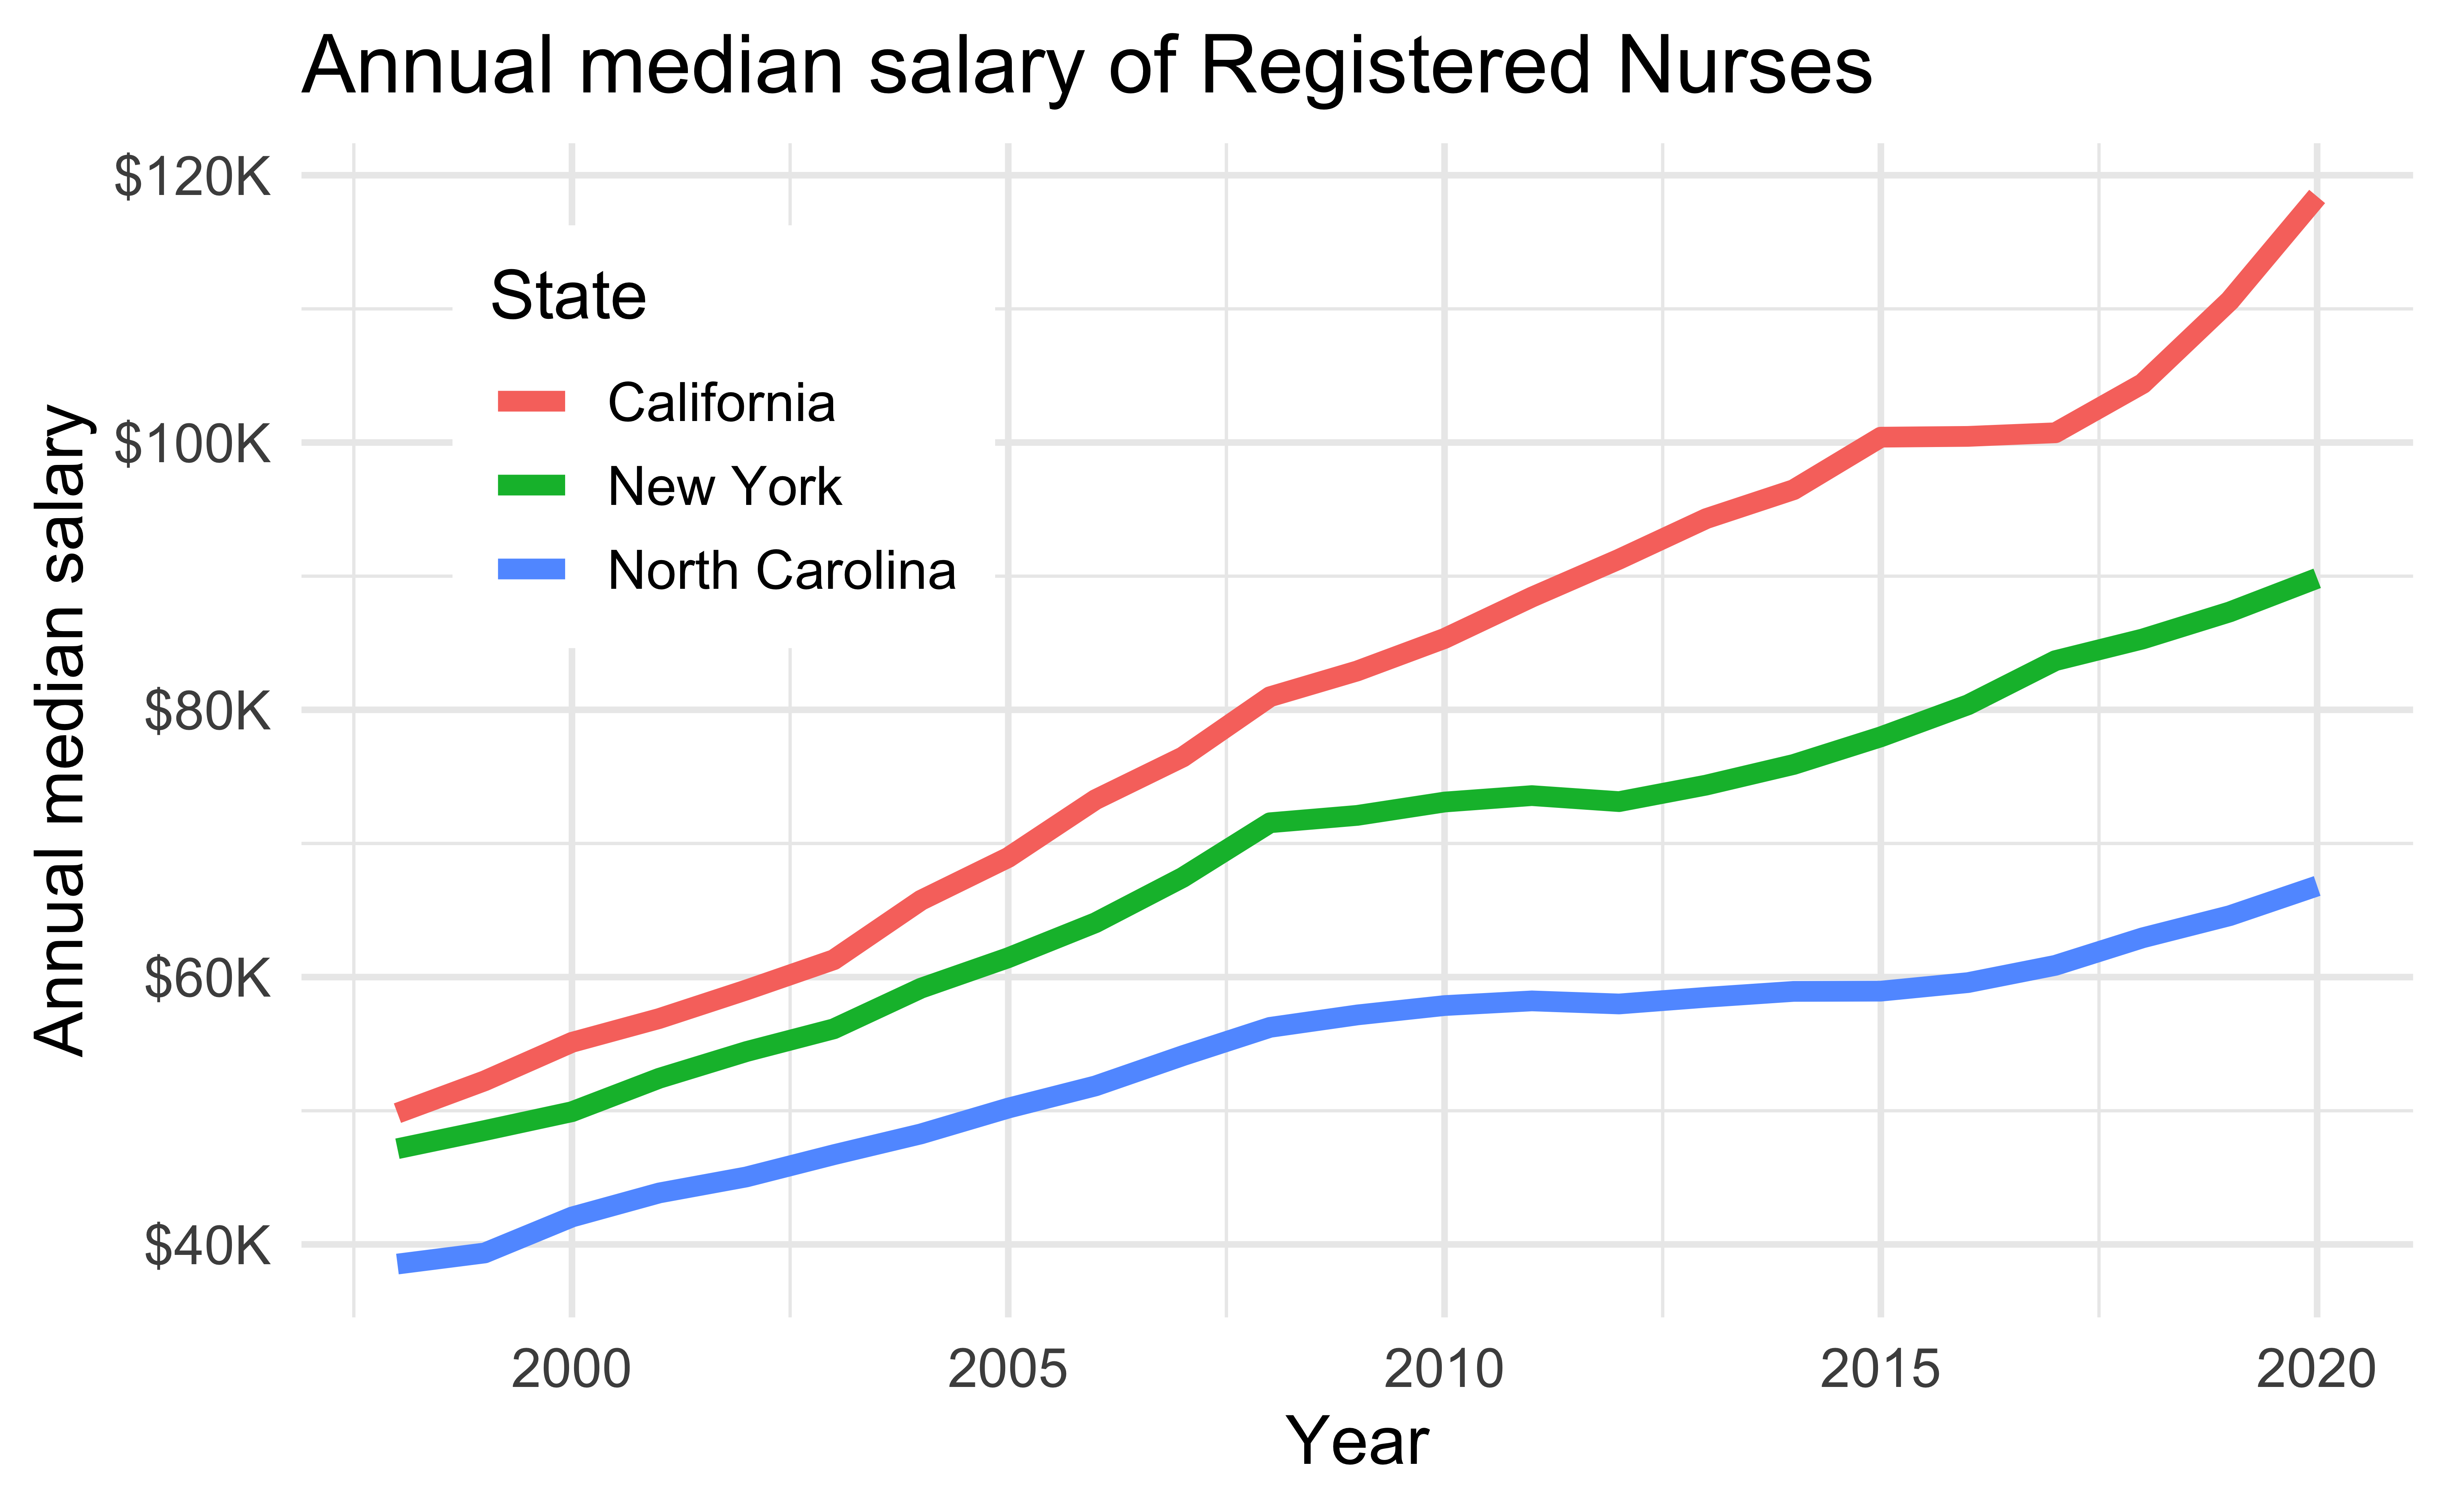 Annual median salary of Registered Nurses
Annual median salary
$120K
$100K
$80K
$60K
$40K
State
California
New York
North Carolina
2000 2005 2010 2015 2020
Year